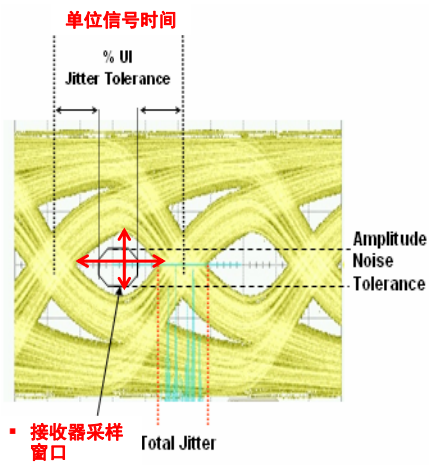 单位信号时间
% UI
Jitter Tolerance
Amplitude
Noise
Tolerance
▪ 接收器采样
窗口
Total Jitter